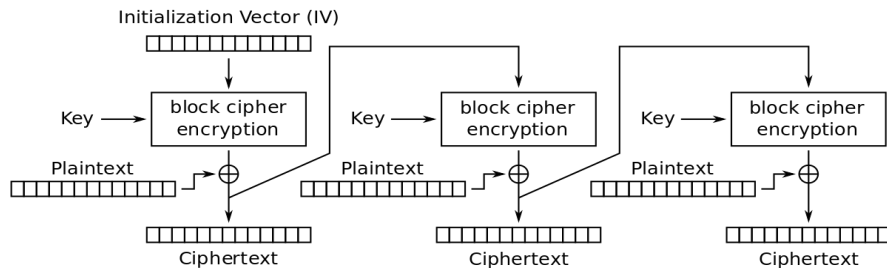 Initialization Vector (IV)
Key
block cipher
encryption
Plaintext
Ciphertext
Key
block cipher
encryption
Plaintext
Ciphertext
Key
block cipher
encryption
Plaintext
Ciphertext